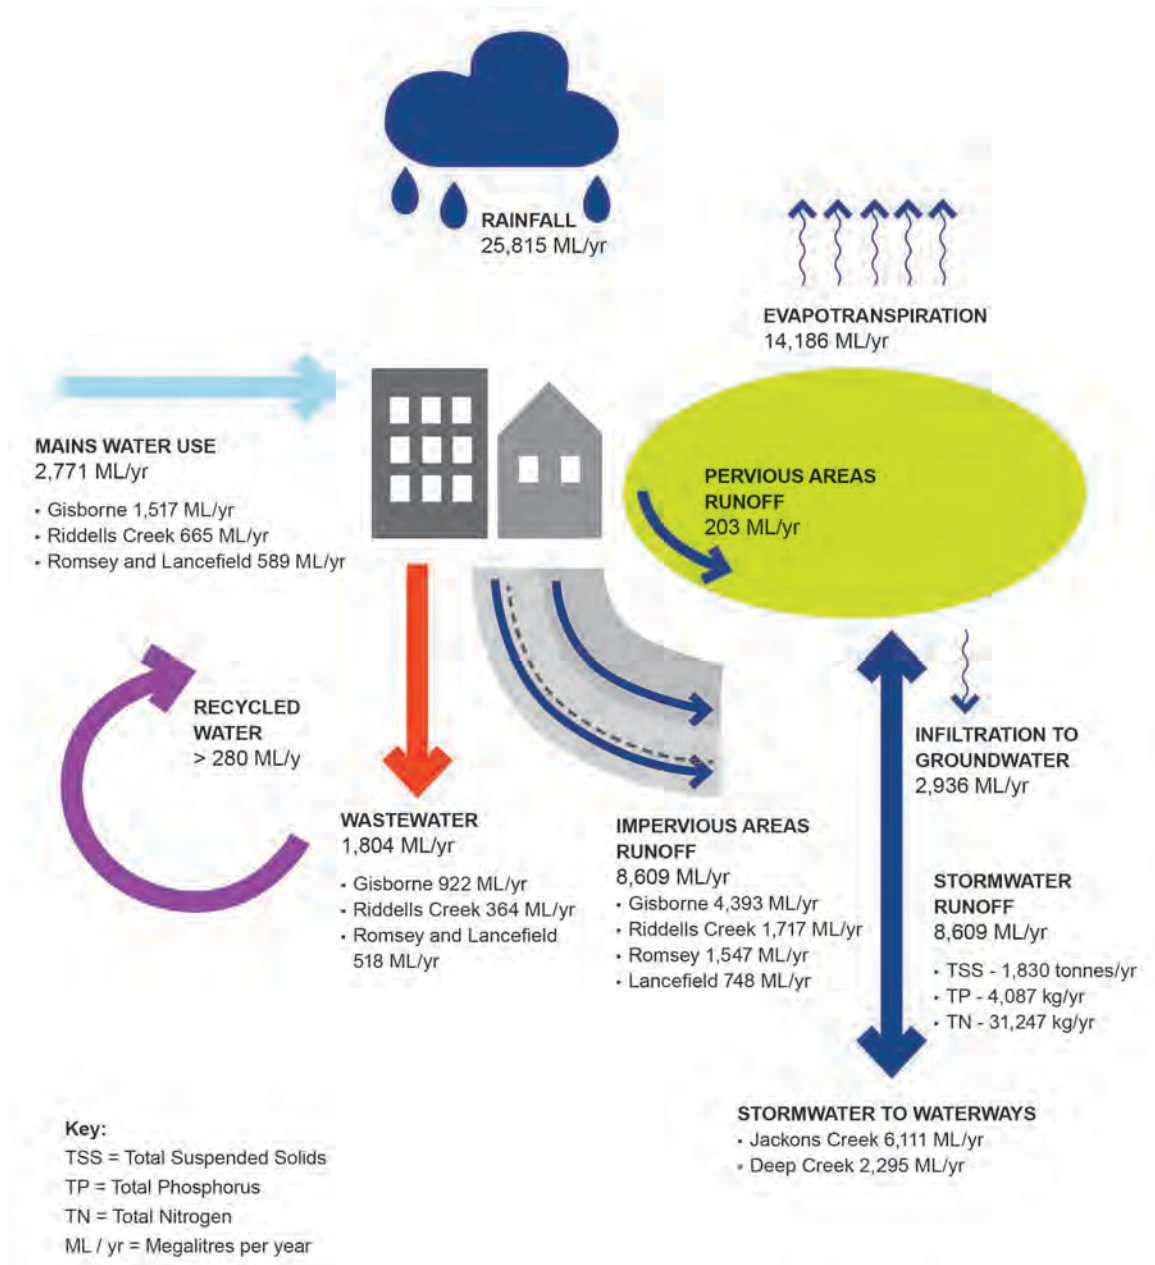 RAINFALL
25,815 ML/yr
EVAPOTRANSPIRATION
14,186 ML/yr
MAINS WATER USE
2,771 ML/yr
• Gisborne 1,517 ML/yr
• Riddells Creek 665 ML/yr
• Romsey and Lancefield 589 ML/yr
PERVIOUS AREAS
RUNOFF
203 ML/yr
RECYCLED
WATER
> 280 ML/y
WASTEWATER
1,804 ML/yr
• Gisborne 922 ML/yr
• Riddells Creek 364 ML/yr
• Romsey and Lancefield
518 ML/yr
IMPERVIOUS AREAS
RUNOFF
8,609 ML/yr
• Gisborne 4,393 ML/yr
• Riddells Creek 1,717 ML/yr
• Romsey 1,547 ML/yr
• Lancefield 748 ML/yr
INFILTRATION TO
GROUNDWATER
2,936 ML/yr
STORMWATER
RUNOFF
8,609 ML/yr
• TSS - 1,830 tonnes/yr
• TP - 4,087 kg/yr
• TN - 31,247 kg/yr
STORMWATER TO WATERWAYS
• Jackons Creek 6,111 ML/yr
• Deep Creek 2,295 ML/yr
Key:
TSS = Total Suspended Solids
TP = Total Phosphorus
TN = Total Nitrogen
ML / yr = Megalitres per year